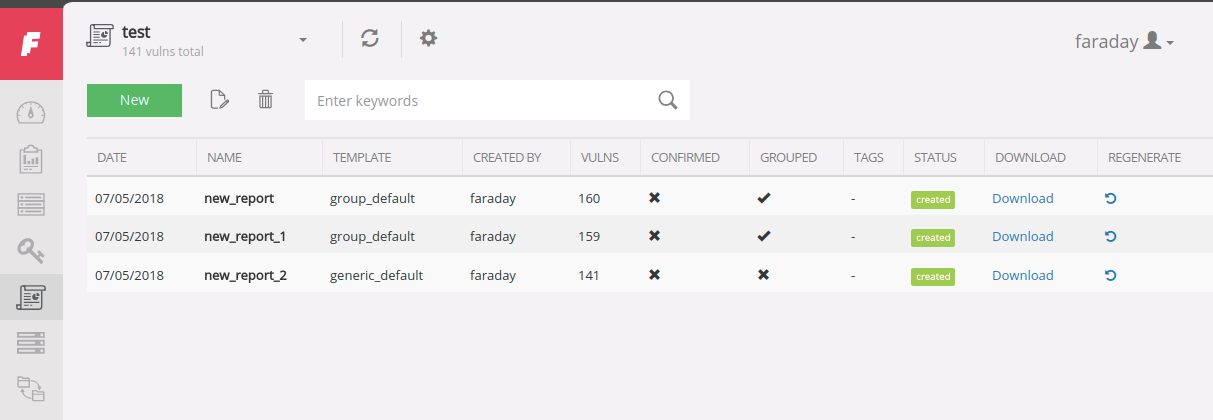 F
test
141 vulns total
faraday
New
Enter keywords
DATE NAME TEMPLATE CREATED BY VULNS CONFIRMED GROUPED TAGS STATUS DOWNLOAD REGENERATE
07/05/2018 new_report group_default faraday 160 - created Download
07/05/2018 new_report_1 group_default faraday 159 - created Download
07/05/2018 new_report_2 generic_default faraday 141 - created Download